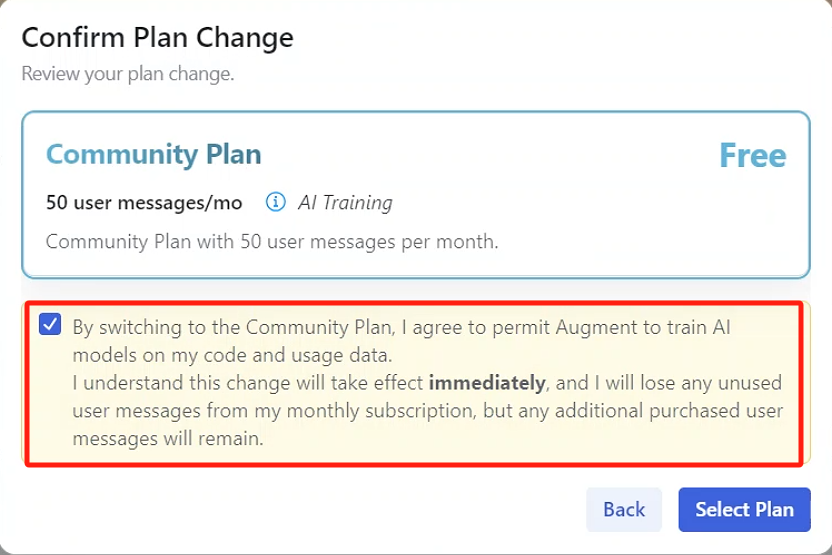 Confirm Plan Change
Review your plan change.
Community Plan
Free
50 user messages/mo
AI Training
Community Plan with 50 user messages per month.
By switching to the Community Plan, I agree to permit Augment to train AI
models on my code and usage data.
I understand this change will take effect immediately, and I will lose any unused
user messages from my monthly subscription, but any additional purchased user
messages will remain.
Back
Select Plan